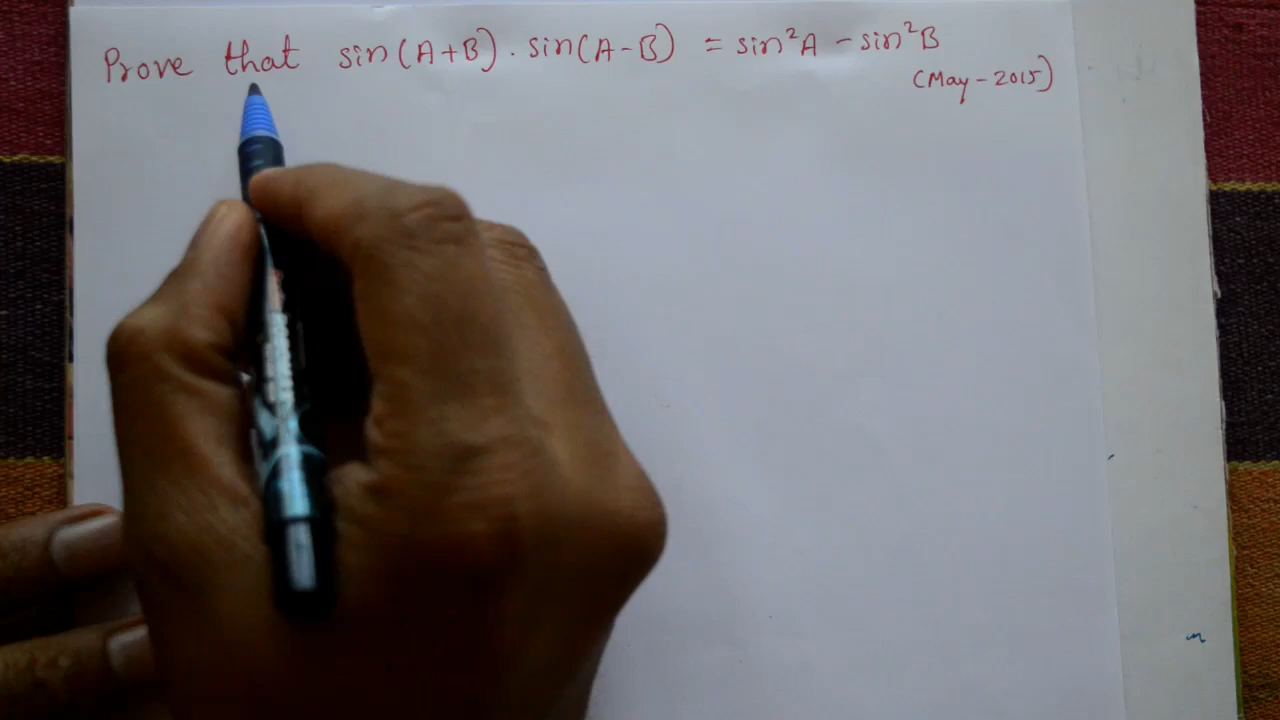 Prove that sin(A+B) . sin(A-B) = sin²A - sin²B
(May - 2015)